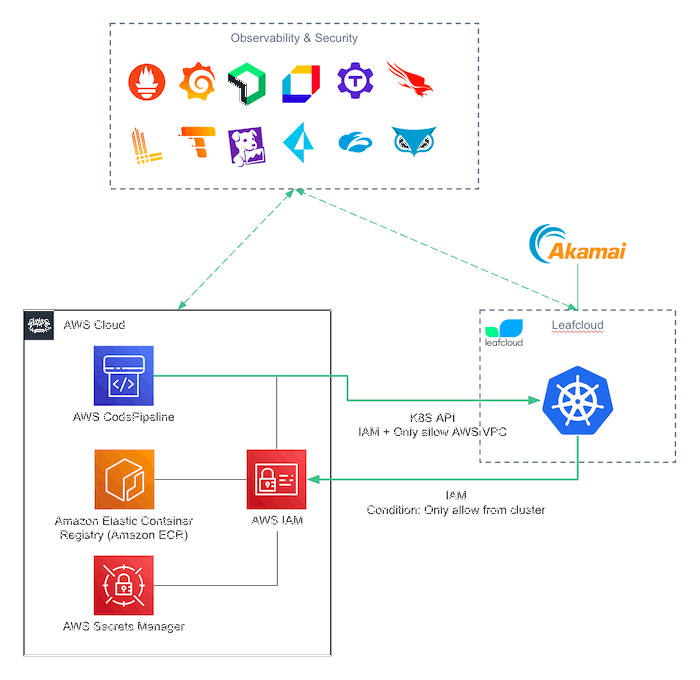 Observability & Security
Akamai
AWS Cloud
leafcloud
Leafcloud
AWS CodePipeline
K8S API
IAM + Only allow AWS VPC
Amazon Elastic Container
Registry (Amazon ECR)
AWS IAM
IAM
Condition: Only allow from cluster
AWS Secrets Manager